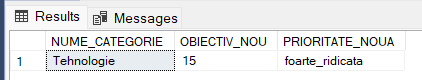 Results Messages
NUME_CATEGORIE OBIECTIV_NOU PRIORITATE_NOUA
1 Tehnologie 15 foarte_ridicata